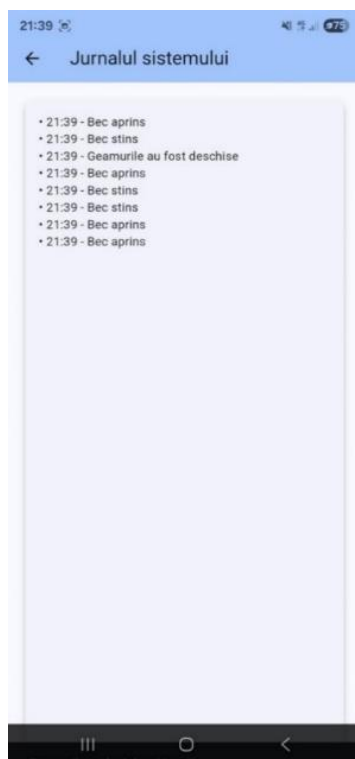 21:39
75
Jurnalul sistemului
• 21:39 - Bec aprins
• 21:39 - Bec stins
• 21:39 - Geamurile au fost deschise
• 21:39 - Bec aprins
• 21:39 - Bec stins
• 21:39 - Bec stins
• 21:39 - Bec aprins
• 21:39 - Bec aprins